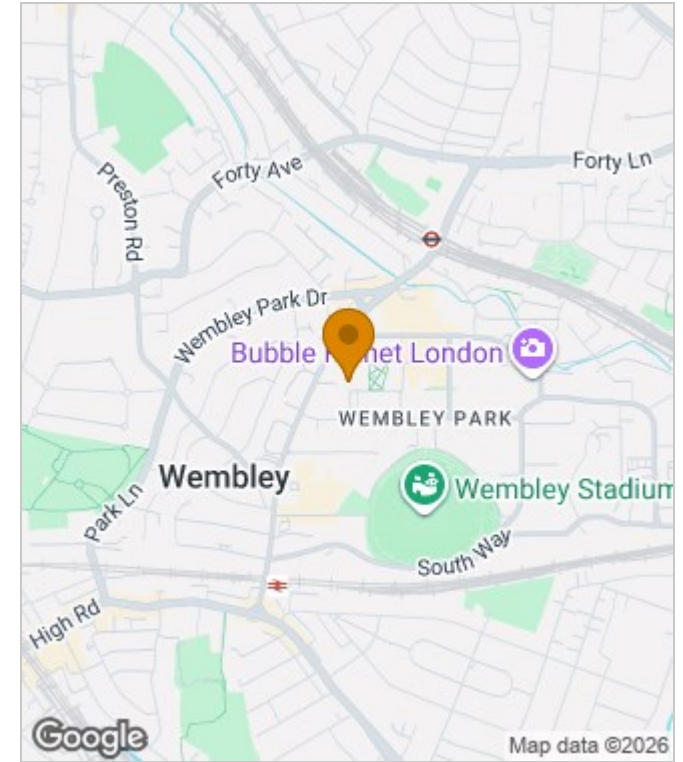 Forty Ln
Forty Ave
Preston Rd
Wembley Park Dr
Bubble net London
WEMBLEY PARK
Wembley
Wembley Stadium
Park Ln
South Way
High Rd
Google
Map data ©2026